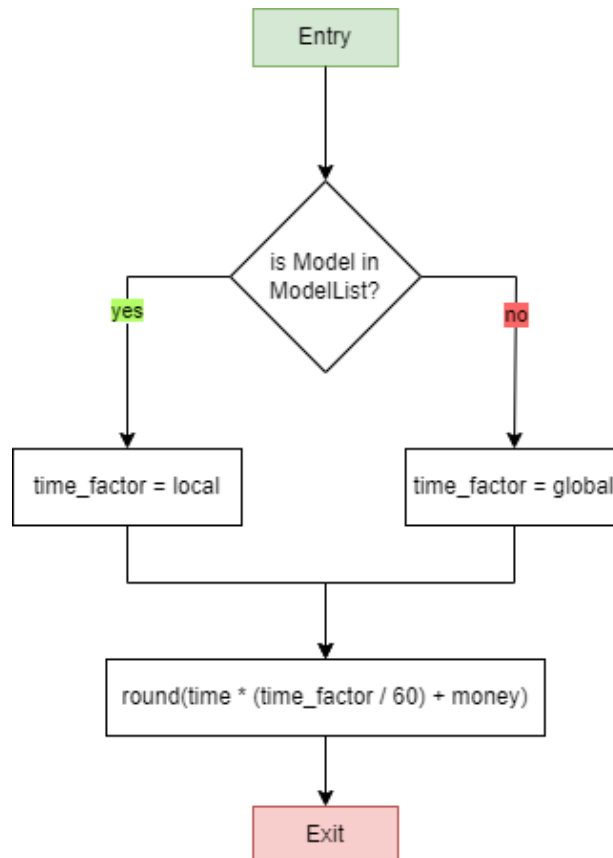 Entry
is Model in
ModelList?
yes
no
time_factor = local
time_factor = global
round(time * (time_factor / 60) + money)
Exit